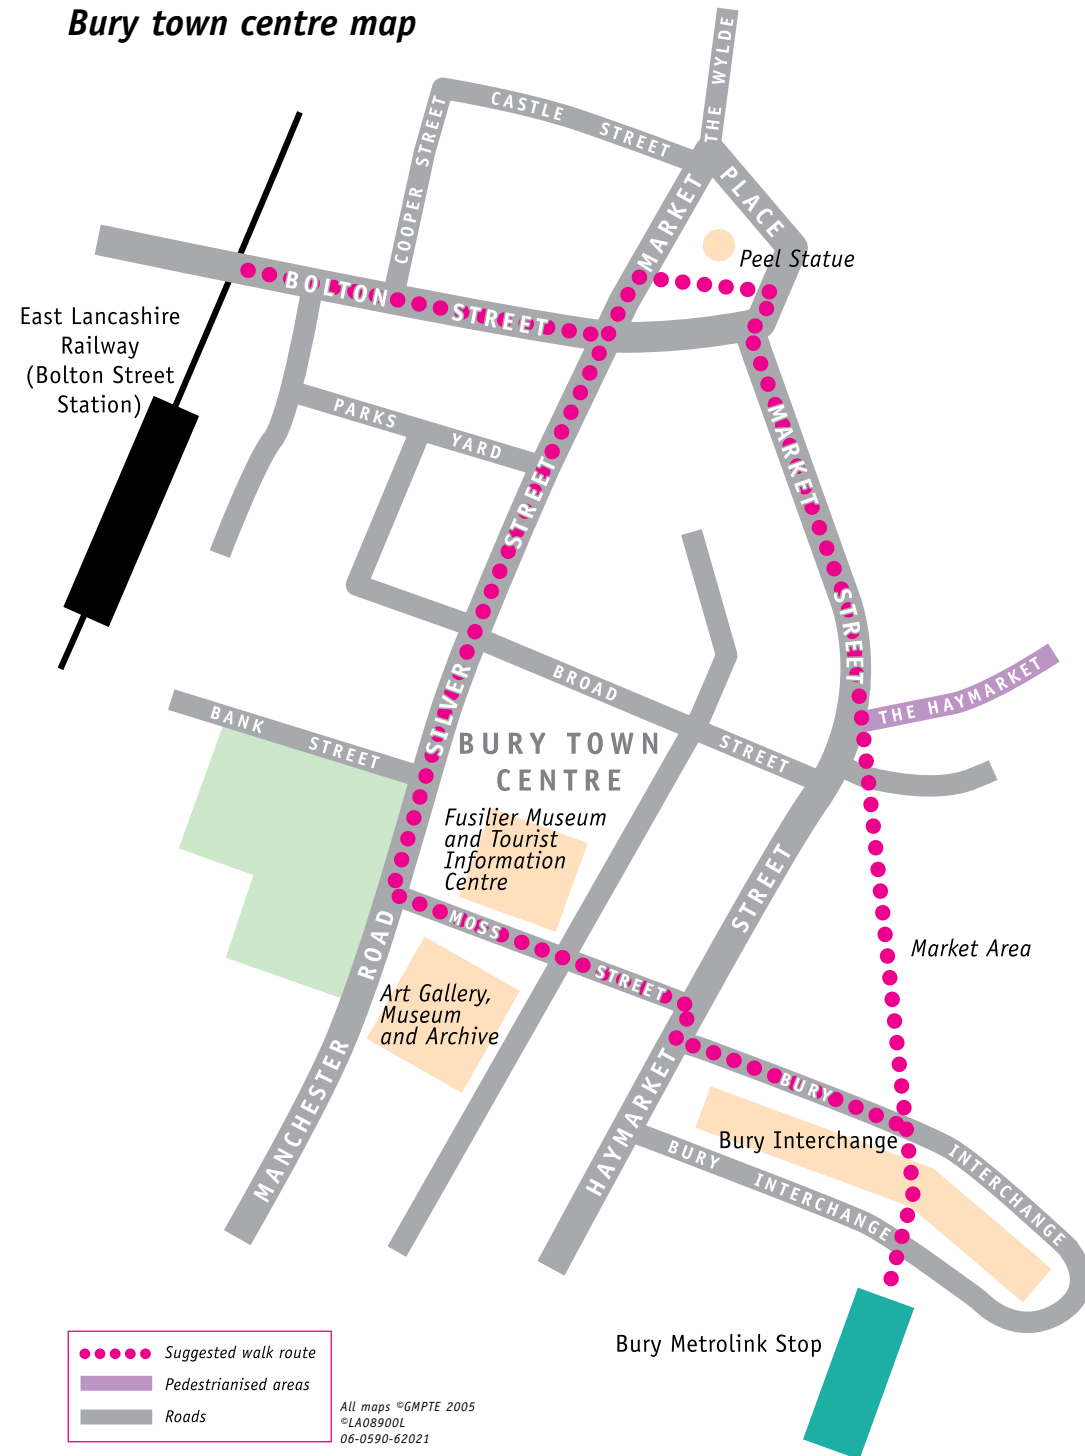 Bury town centre map
THE WYLDE
CASTLE STREET
COOPER STREET
MARKET
PLACE
Peel Statue
BOLTON STREET
East Lancashire
Railway
(Bolton Street
Station)
PARKS YARD
MARKET STREET
SILVER STREET
THE HAYMARKET
BROAD STREET
BANK STREET
BURY TOWN
CENTRE
Fusilier Museum
and Tourist
Information
Centre
MOSS STREET
MANCHESTER ROAD
Art Gallery,
Museum
and Archive
HAYMARKET STREET
Market Area
BURY INTERCHANGE
Bury Interchange
BURY INTERCHANGE
Bury Metrolink Stop
Suggested walk route
Pedestrianised areas
Roads
All maps ©GMPTE 2005
©LA08900L
06-0590-62021